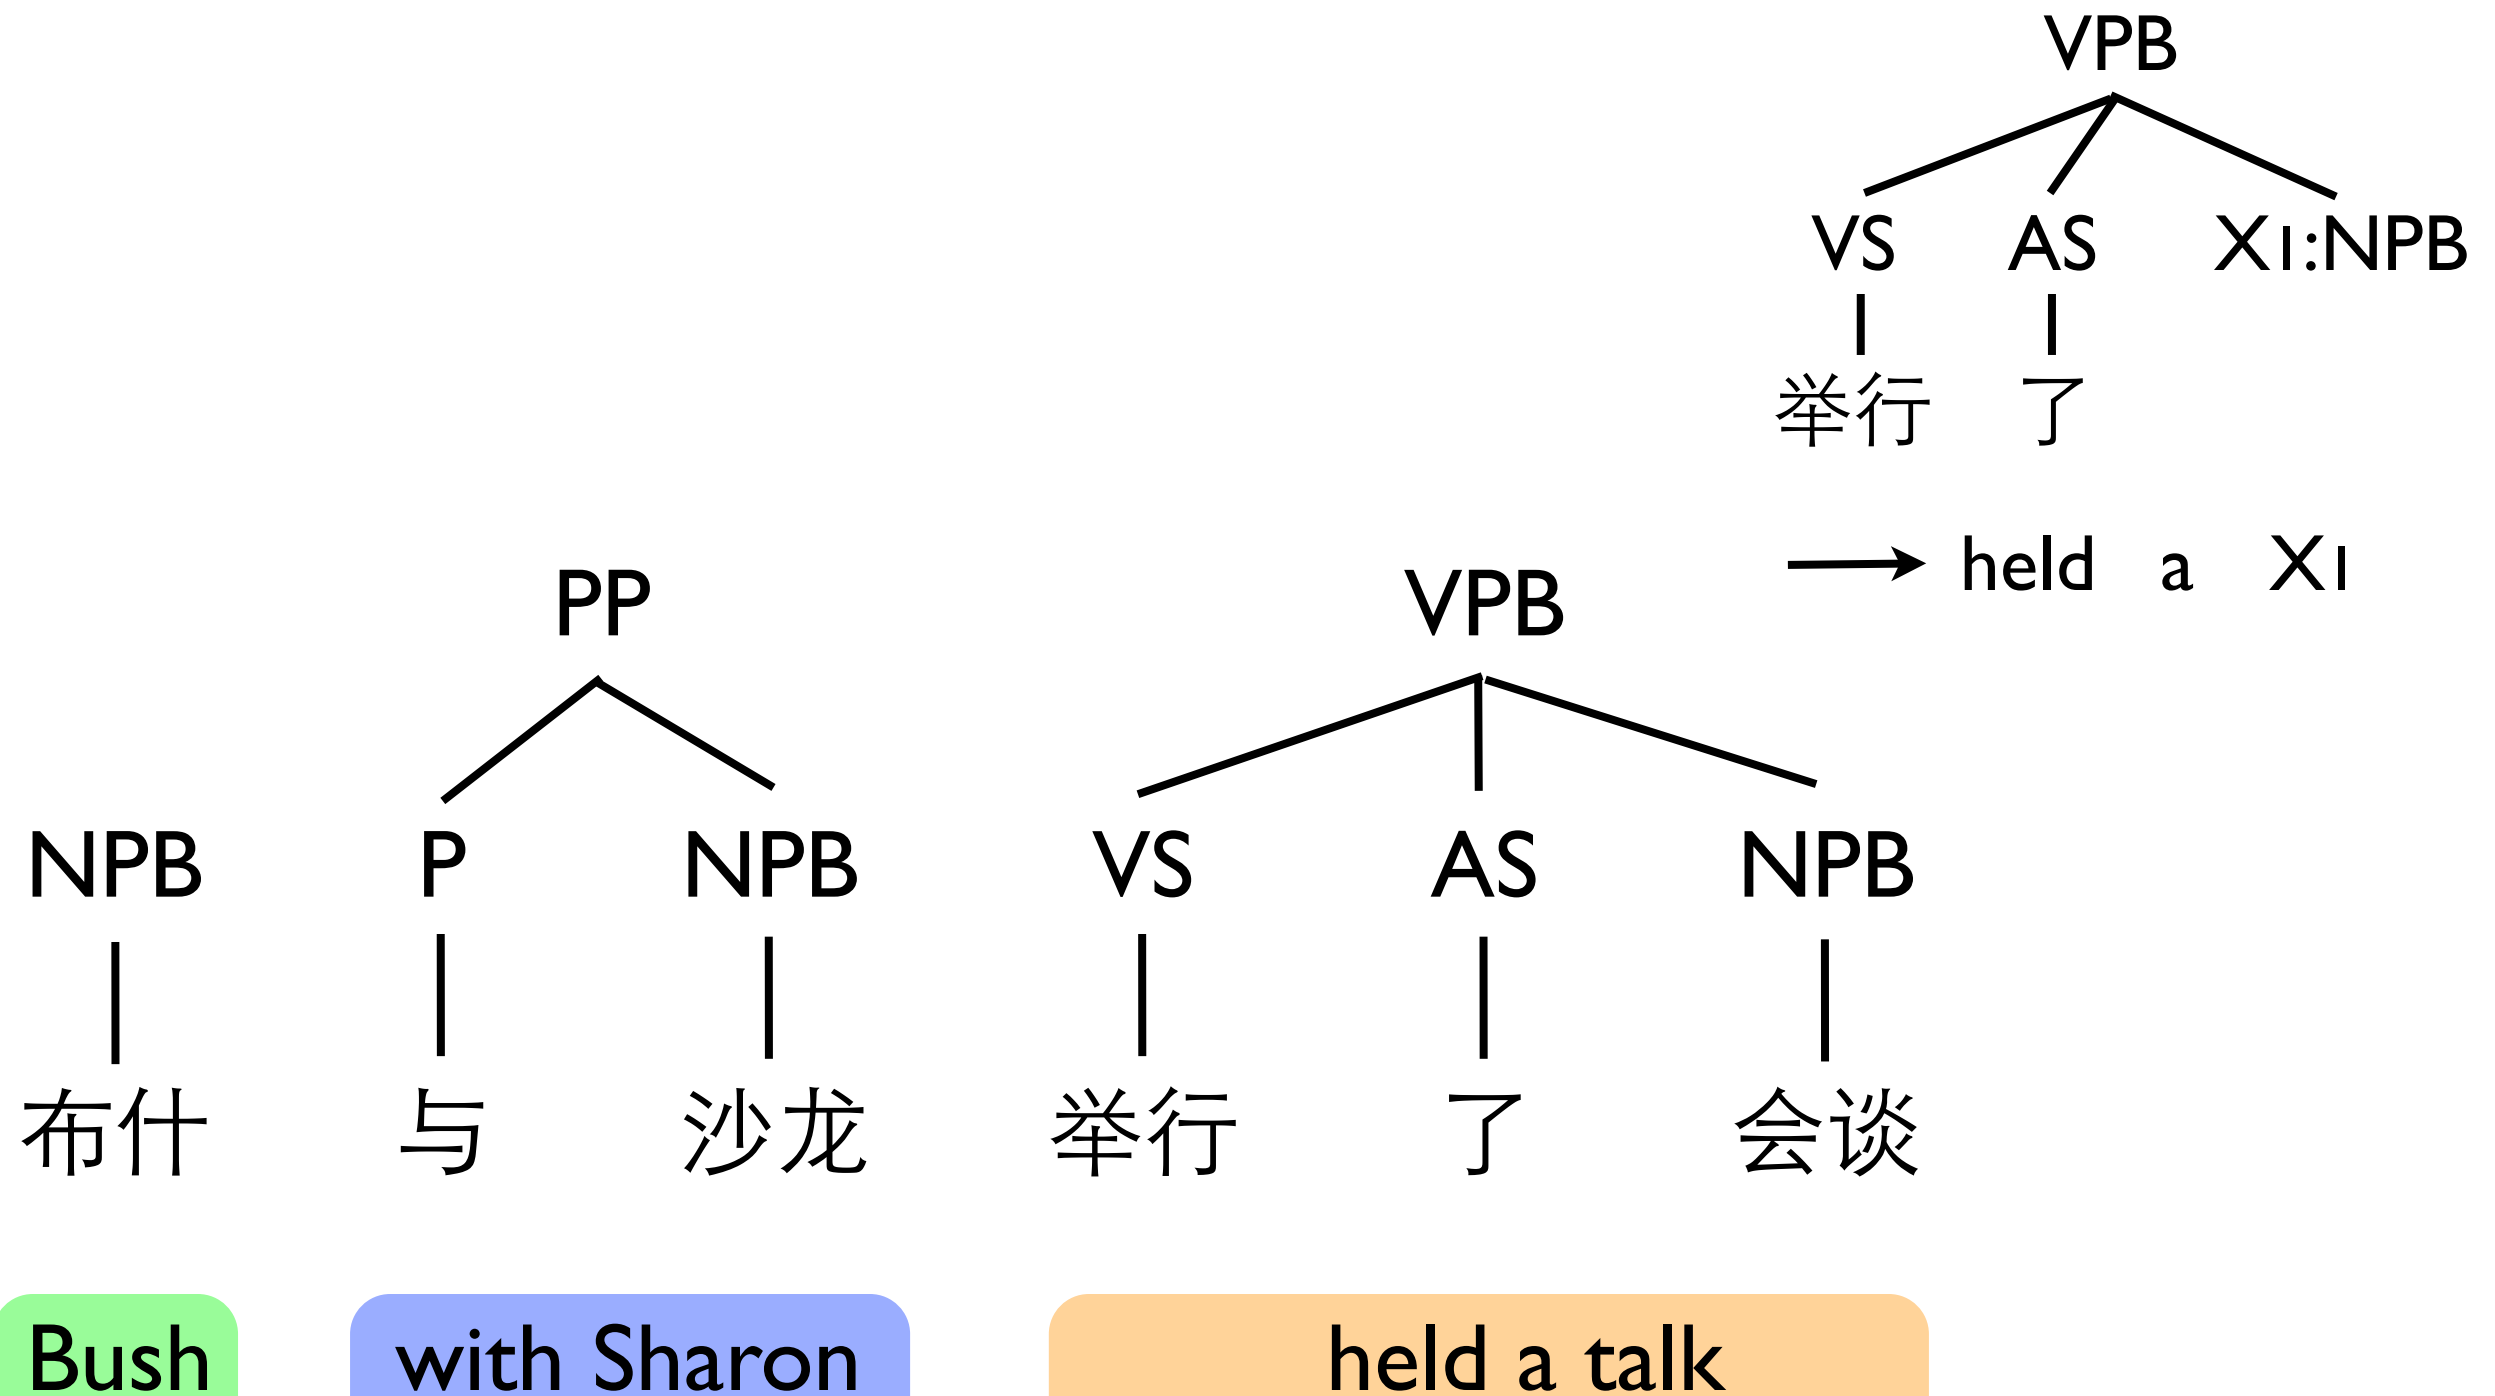 VPB
VS AS X1:NPB
举行 了
→ held a X1
PP VPB
NPB P NPB VS AS NPB
布什 与 沙龙 举行 了 会谈
Bush with Sharon held a talk